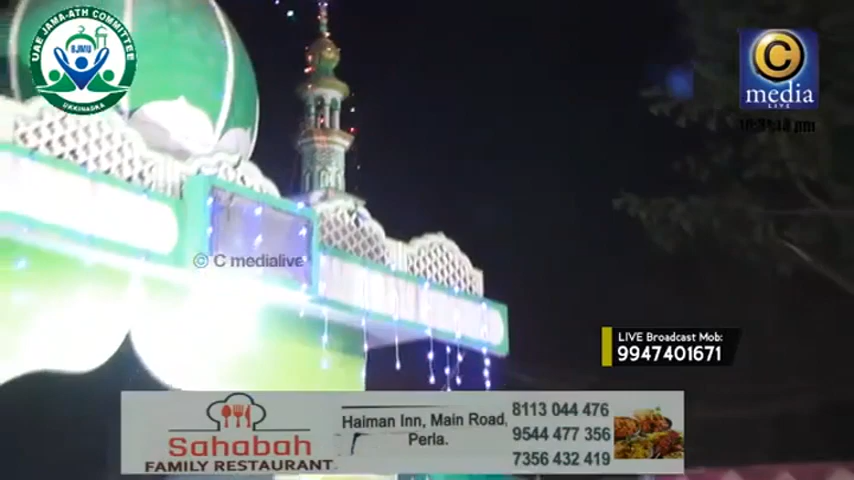 UAE JAMA-ATH COMMITTEE
BJMU
UKKINADKA
C
media
LIVE
© C medialive
LIVE Broadcast Mob:
9947401671
SAHABAH
FAMILY RESTAURANT
Haiman Inn, Main Road,
Perla.
8113 044 476
9544 477 356
7356 432 419